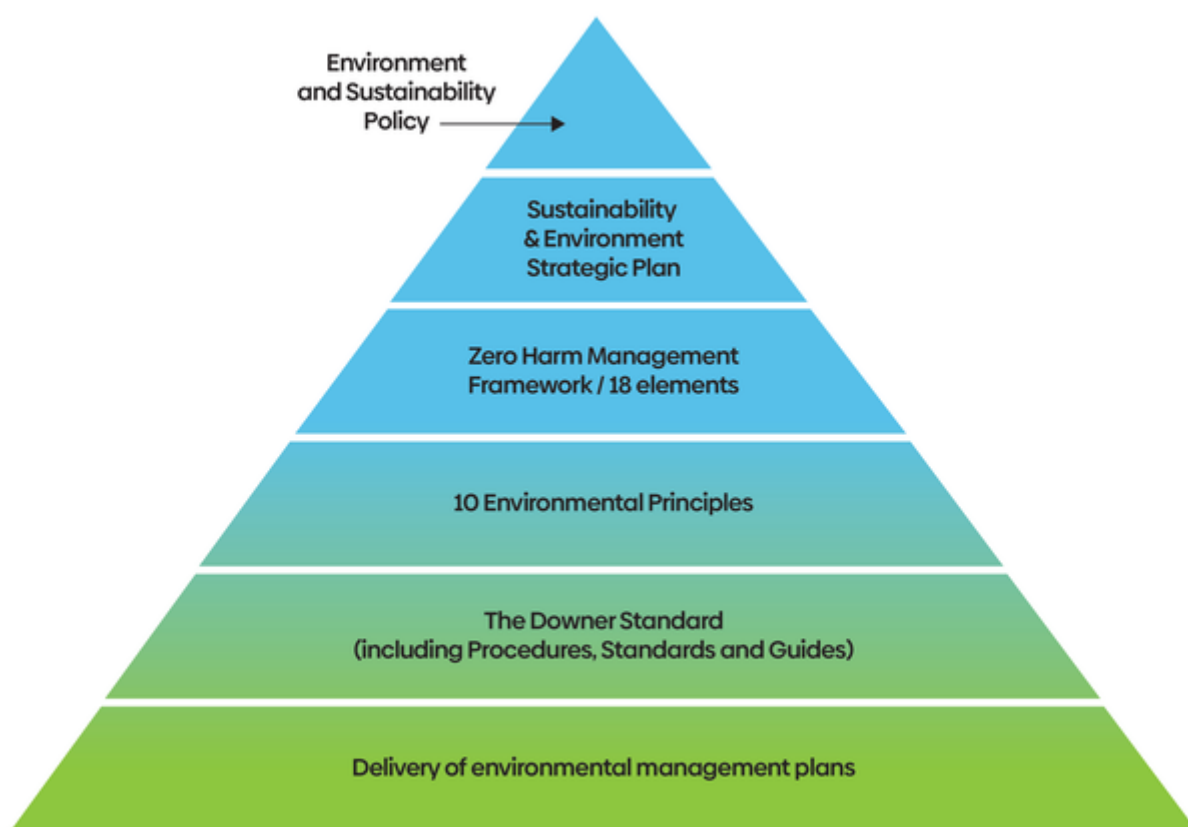 Environment
and Sustainability
Policy
Sustainability
& Environment
Strategic Plan
Zero Harm Management
Framework / 18 elements
10 Environmental Principles
The Downer Standard
(including Procedures, Standards and Guides)
Delivery of environmental management plans